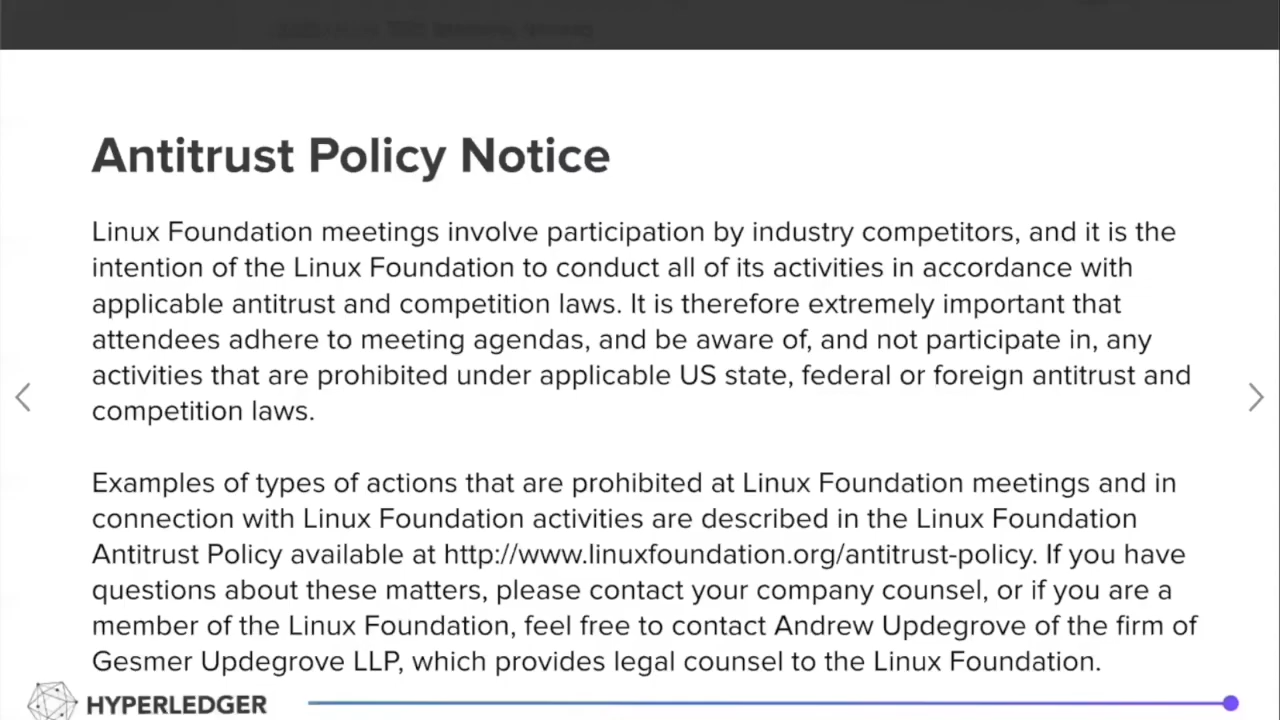 Antitrust Policy Notice
Linux Foundation meetings involve participation by industry competitors, and it is the
intention of the Linux Foundation to conduct all of its activities in accordance with
applicable antitrust and competition laws. It is therefore extremely important that
attendees adhere to meeting agendas, and be aware of, and not participate in, any
activities that are prohibited under applicable US state, federal or foreign antitrust and
competition laws.
Examples of types of actions that are prohibited at Linux Foundation meetings and in
connection with Linux Foundation activities are described in the Linux Foundation
Antitrust Policy available at http://www.linuxfoundation.org/antitrust-policy. If you have
questions about these matters, please contact your company counsel, or if you are a
member of the Linux Foundation, feel free to contact Andrew Updegrove of the firm of
Gesmer Updegrove LLP, which provides legal counsel to the Linux Foundation.
HYPERLEDGER